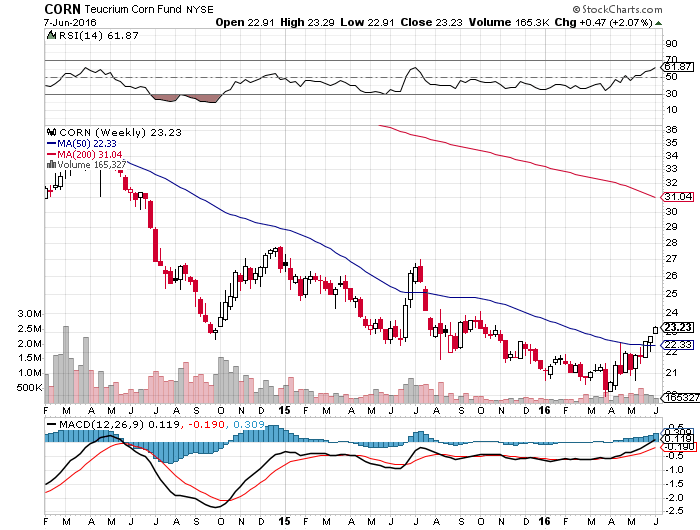 CORN Teucrium Corn Fund NYSE © StockCharts.com
7-Jun-2016 Open 22.91 High 23.29 Low 22.91 Close 23.23 Volume 165.3K Chg +0.47 (+2.07%)
RSI(14) 61.87
90
70
61.87
50
30
10
CORN (Weekly) 23.23
MA(50) 22.33
MA(200) 31.04
Volume 165,327
36
35
34
33
32
31.04
30
29
28
27
26
25
24
23.23
22.33
22
21
165327
3.0M
2.5M
2.0M
1.5M
1.0M
500K
F M A M J J A S O N D 15 F M A M J J A S O N D 16 F M A M J
MACD(12,26,9) 0.119, -0.190, 0.309
0.5
0.309
0.119
-0.190
-0.5
-1.0
-1.5
-2.0
-2.5
F M A M J J A S O N D 15 F M A M J J A S O N D 16 F M A M J